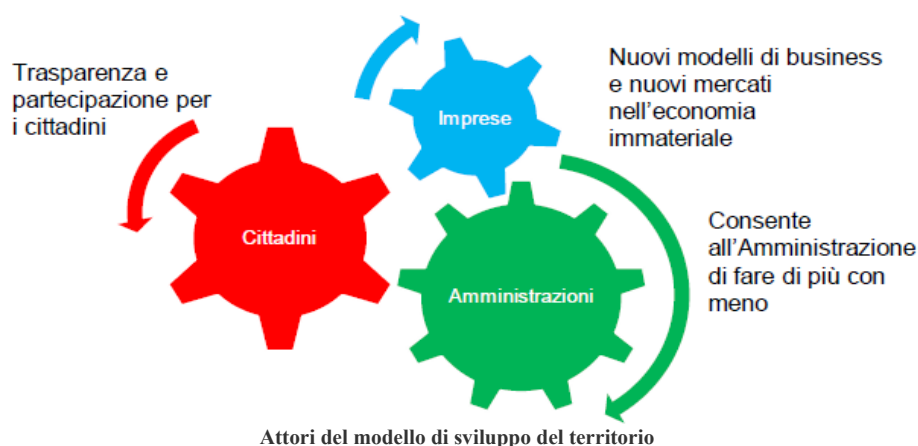 Trasparenza e
partecipazione per
i cittadini
Imprese
Nuovi modelli di business
e nuovi mercati
nell'economia
immateriale
Cittadini
Amministrazioni
Consente
all'Amministrazione
di fare di più con
meno
Attori del modello di sviluppo del territorio